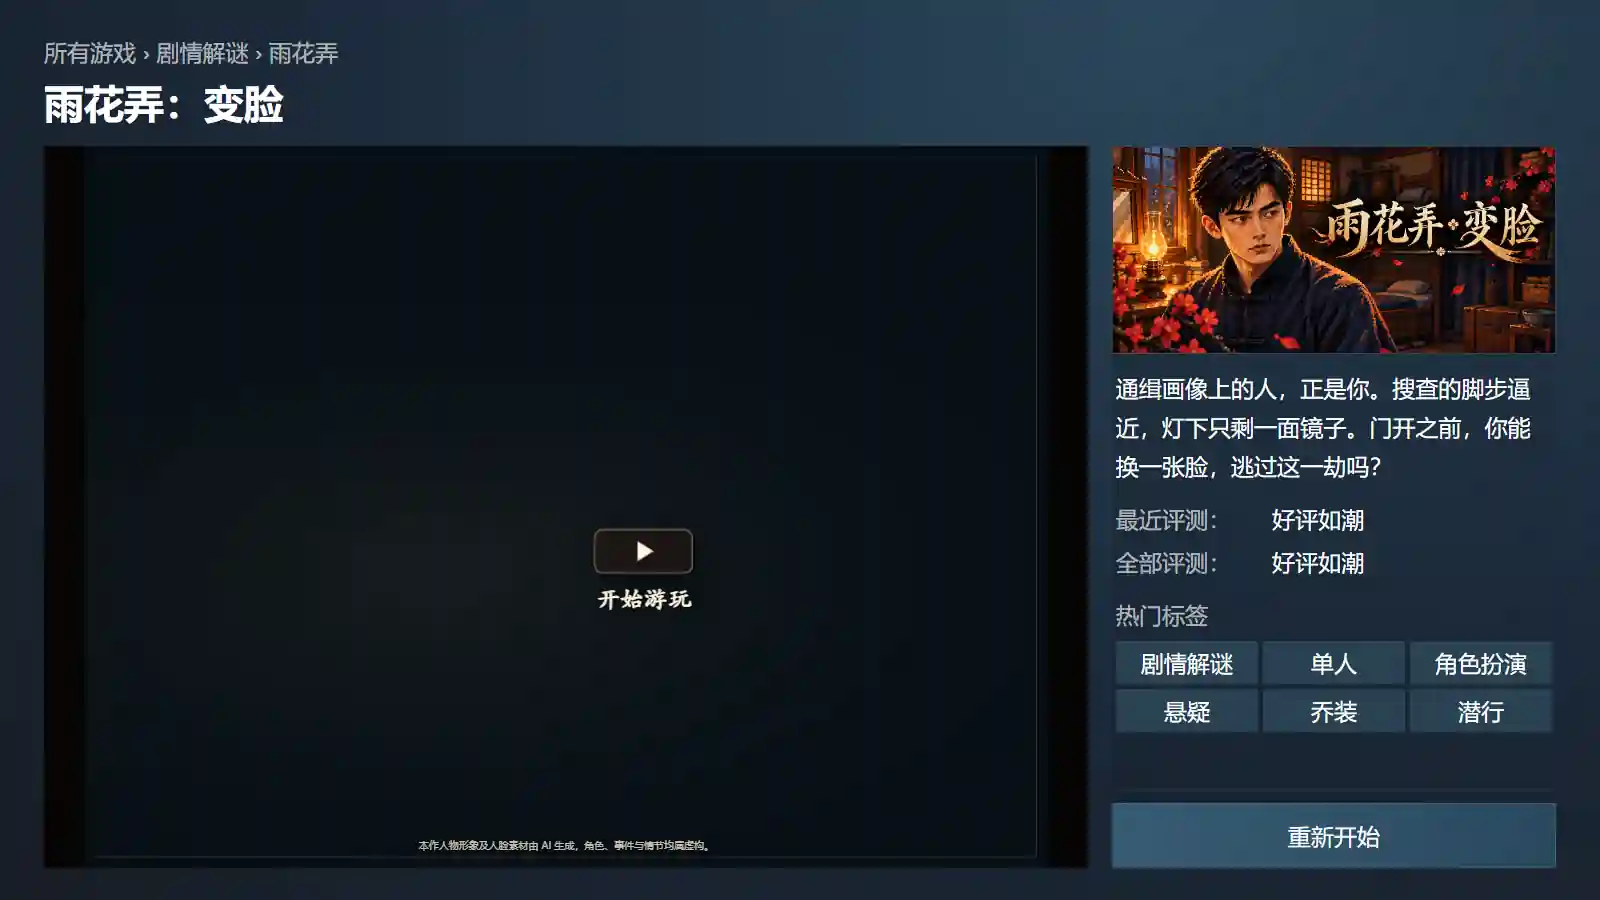 所有游戏 › 剧情解谜 › 雨花弄
雨花弄：变脸
开始游玩
本作人物形象及人脸素材由 AI 生成，角色、事件与情节均属虚构。
雨花弄·变脸
通缉画像上的人，正是你。搜查的脚步逼
近，灯下只剩一面镜子。门开之前，你能
换一张脸，逃过这一劫吗？
最近评测： 好评如潮
全部评测： 好评如潮
热门标签
剧情解谜 单人 角色扮演
悬疑 乔装 潜行
重新开始